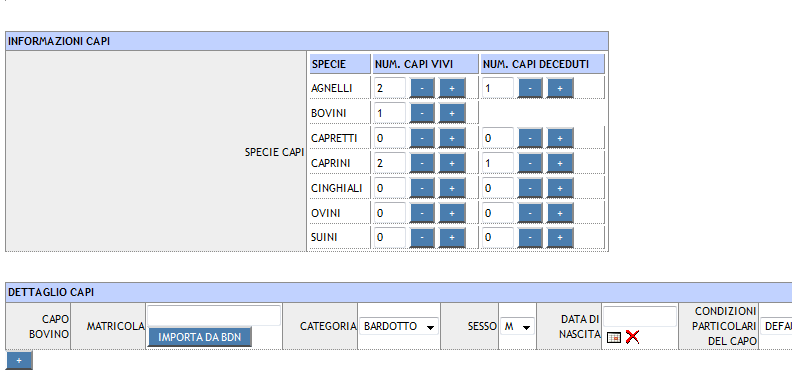 INFORMAZIONI CAPI
SPECIE NUM. CAPI VIVI NUM. CAPI DECEDUTI
SPECIE CAPI
AGNELLI 2 - + 1 - +
BOVINI 1 - +
CAPRETTI 0 - + 0 - +
CAPRINI 2 - + 1 - +
CINGHIALI 0 - + 0 - +
OVINI 0 - + 0 - +
SUINI 0 - + 0 - +
DETTAGLIO CAPI
CAPO
BOVINO
MATRICOLA
IMPORTA DA BDN
CATEGORIA BARDOTTO
SESSO M
DATA DI
NASCITA
CONDIZIONI
PARTICOLARI
DEL CAPO
+